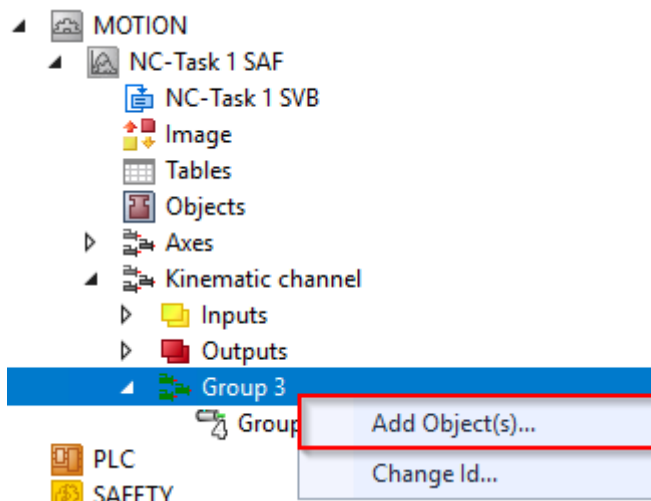 MOTION
NC-Task 1 SAF
NC-Task 1 SVB
Image
Tables
Objects
Axes
Kinematic channel
Inputs
Outputs
Group 3
Group
Add Object(s)...
PLC
Change Id...
SAFETY